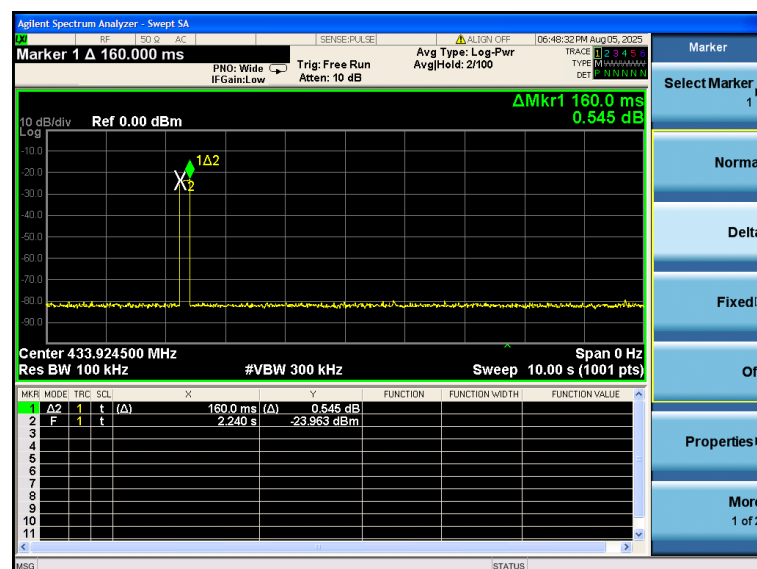 Agilent Spectrum Analyzer - Swept SA
RF 50 Ω AC SENSE:PULSE ALIGN OFF 06:48:32 PM Aug 05, 2025
Marker 1 Δ 160.000 ms
PNO: Wide
IFGain:Low
Trig: Free Run
Atten: 10 dB
Avg Type: Log-Pwr
Avg|Hold: 2/100
TRACE 1 2 3 4 5 6
TYPE M
DET P N N N N N
ΔMkr1 160.0 ms
0.545 dB
10 dB/div Ref 0.00 dBm
Log
-10.0
-20.0
-30.0
-40.0
-50.0
-60.0
-70.0
-80.0
-90.0
1Δ2
2
Center 433.924500 MHz Span 0 Hz
Res BW 100 kHz #VBW 300 kHz Sweep 10.00 s (1001 pts)
MKR MODE TRC SCL X Y FUNCTION FUNCTION WIDTH FUNCTION VALUE
1 Δ2 1 t (Δ) 160.0 ms (Δ) 0.545 dB
2 F 1 t 2.240 s -23.963 dBm
3
4
5
6
7
8
9
10
11
MSG STATUS
Marker
Select Marker
1
Norma
Delta
Fixed
Of
Properties
More
1 of 2